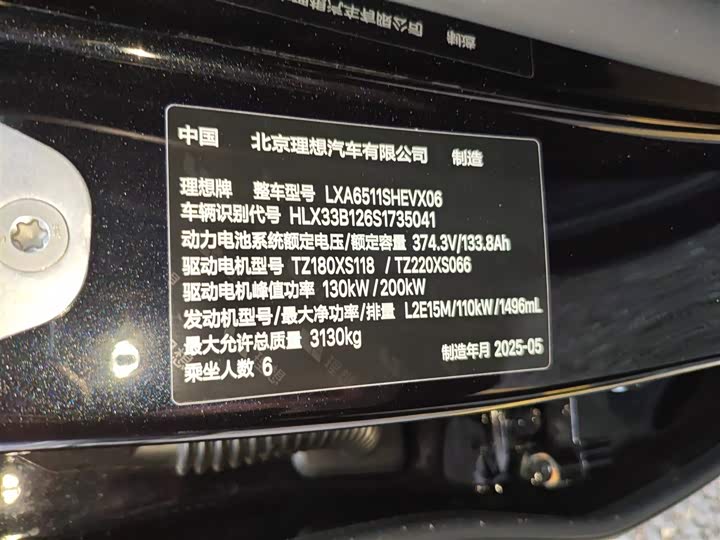 中国 北京理想汽车有限公司 制造
理想牌 整车型号 LXA6511SHEVX06
车辆识别代号 HLX33B126S1735041
动力电池系统额定电压/额定容量 374.3V/133.8Ah
驱动电机型号 TZ180XS118 / TZ220XS066
驱动电机峰值功率 130kW/200kW
发动机型号/最大净功率/排量 L2E15M/110kW/1496mL
最大允许总质量 3130kg
制造年月 2025-05
乘坐人数 6